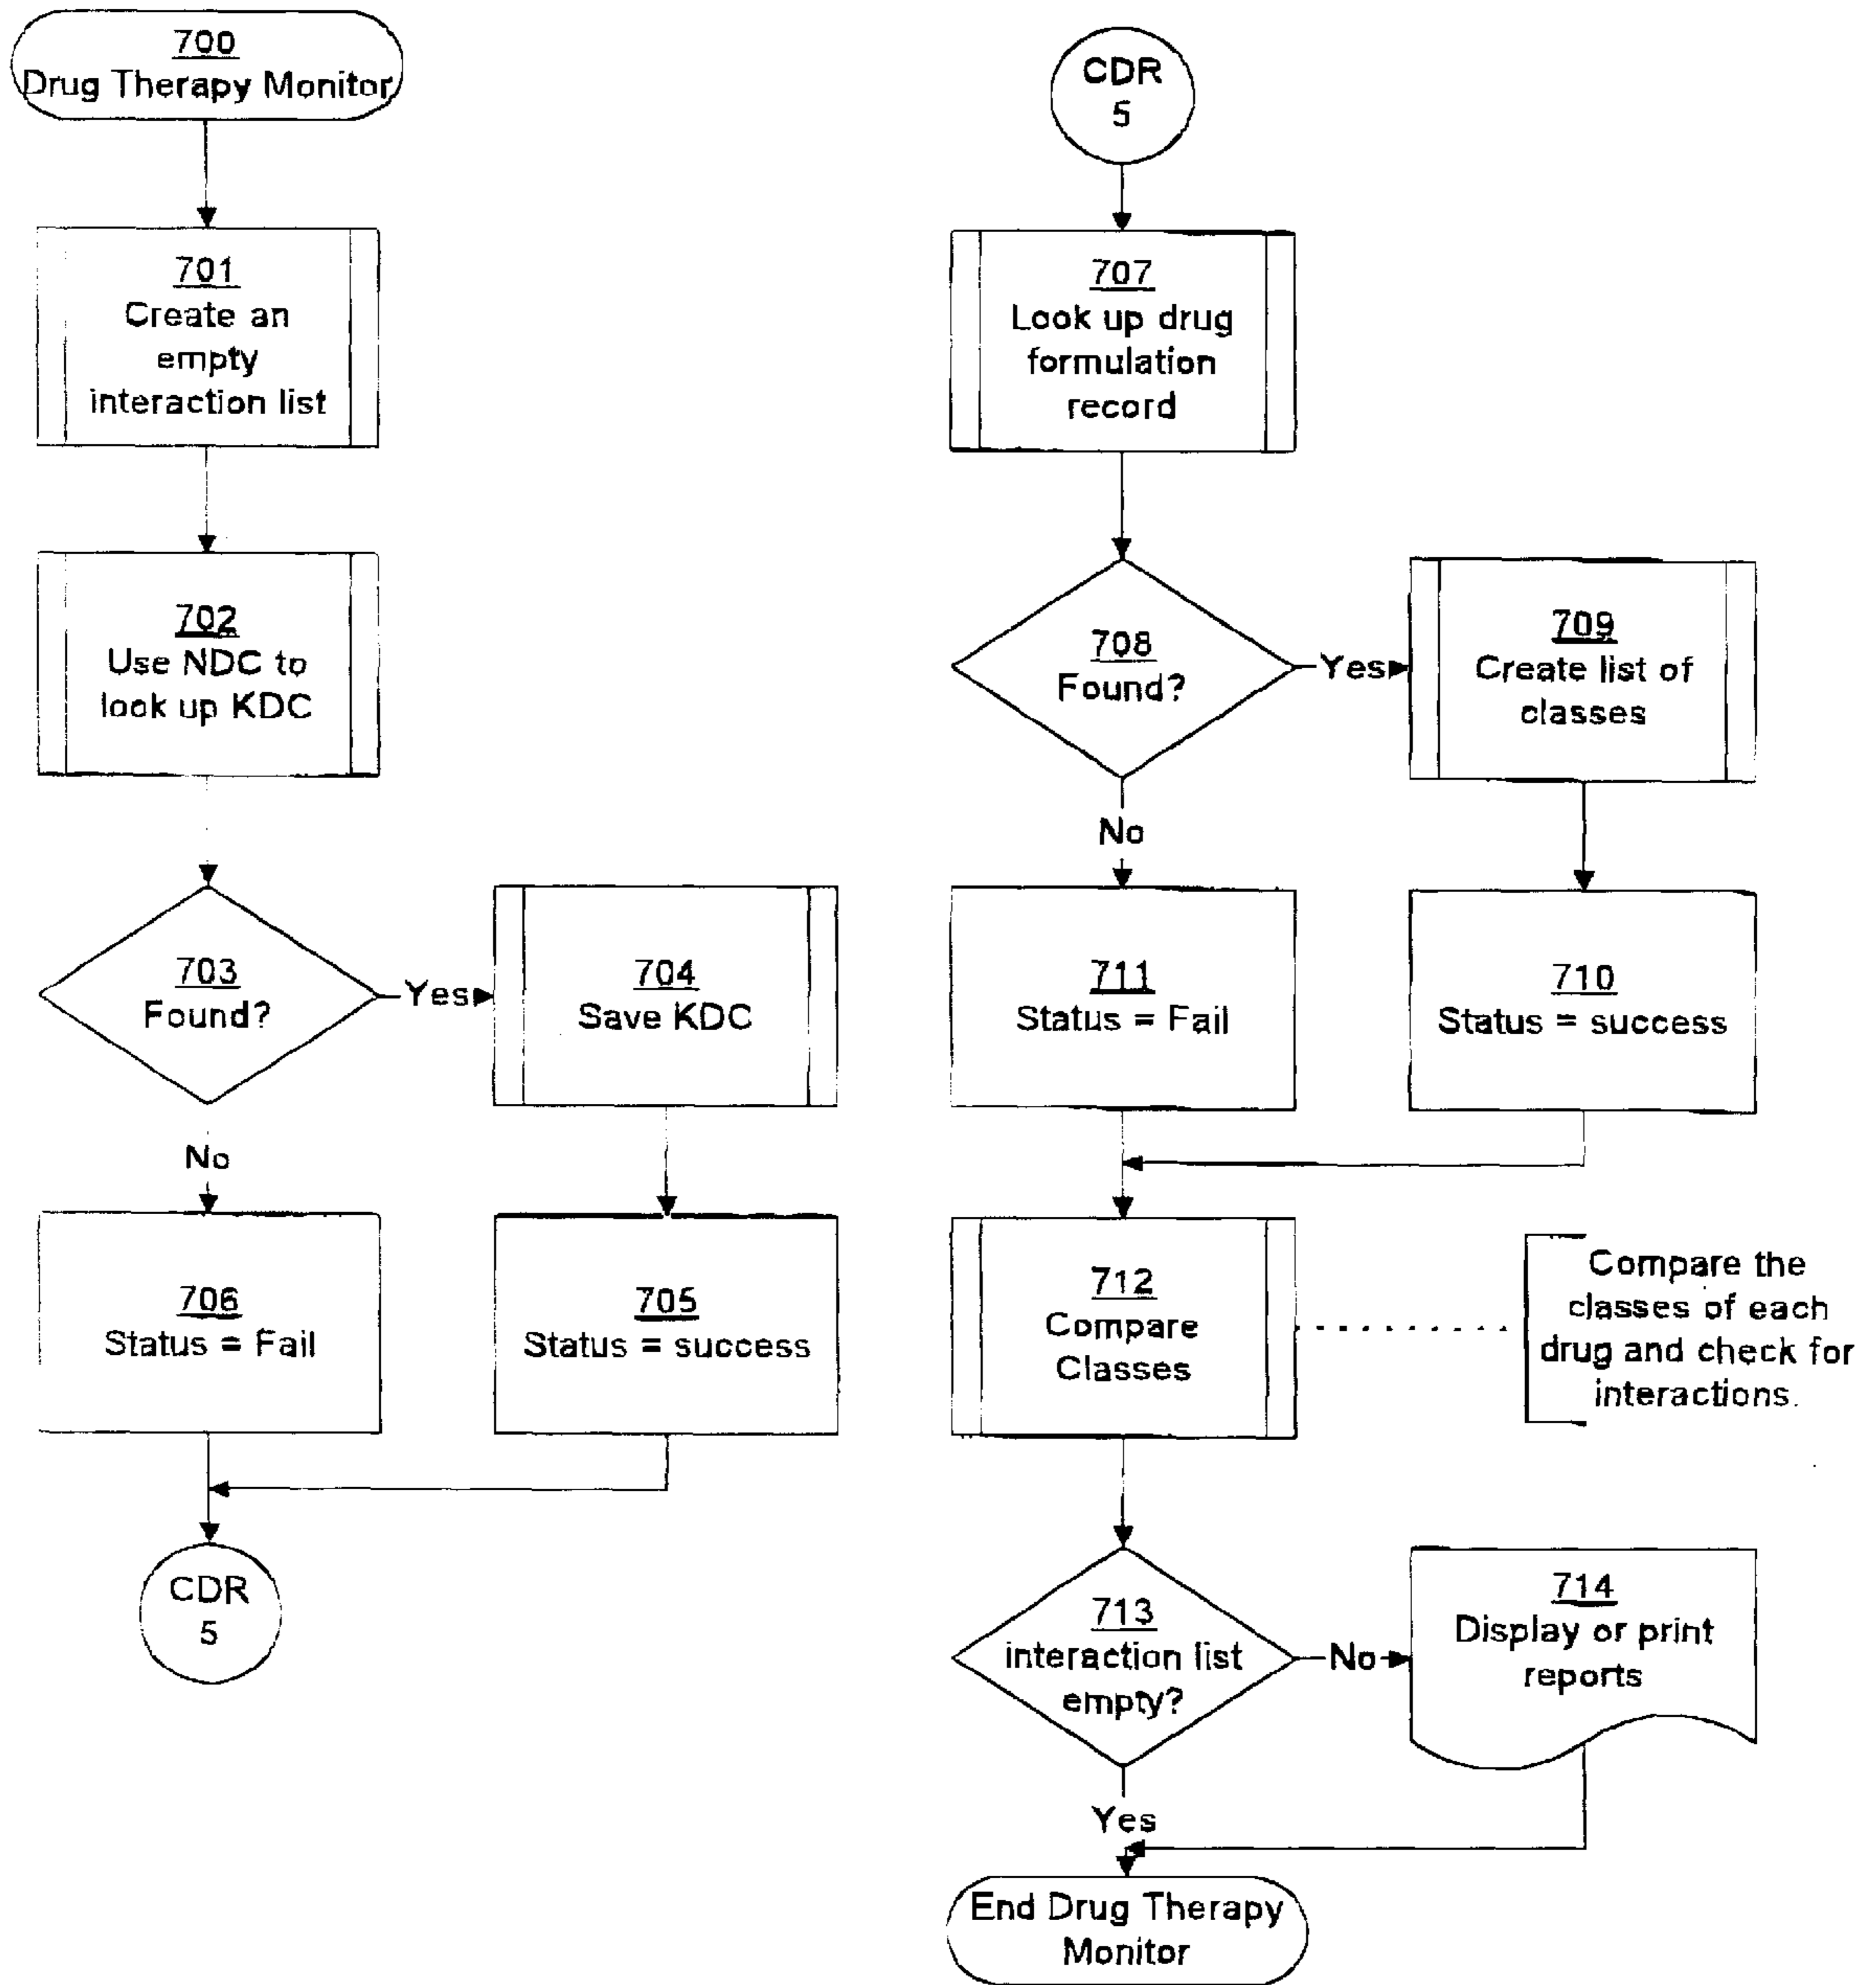 700
Drug Therapy Monitor
701
Create an
empty
interaction list
702
Use NDC to
look up KDC
703
Found?
Yes
704
Save KDC
No
706
Status = Fail
705
Status = success
CDR
5
CDR
5
707
Look up drug
formulation
record
708
Found?
Yes
709
Create list of
classes
No
711
Status = Fail
710
Status = success
712
Compare
Classes
Compare the
classes of each
drug and check for
interactions.
713
interaction list
empty?
No
714
Display or print
reports
Yes
End Drug Therapy
Monitor